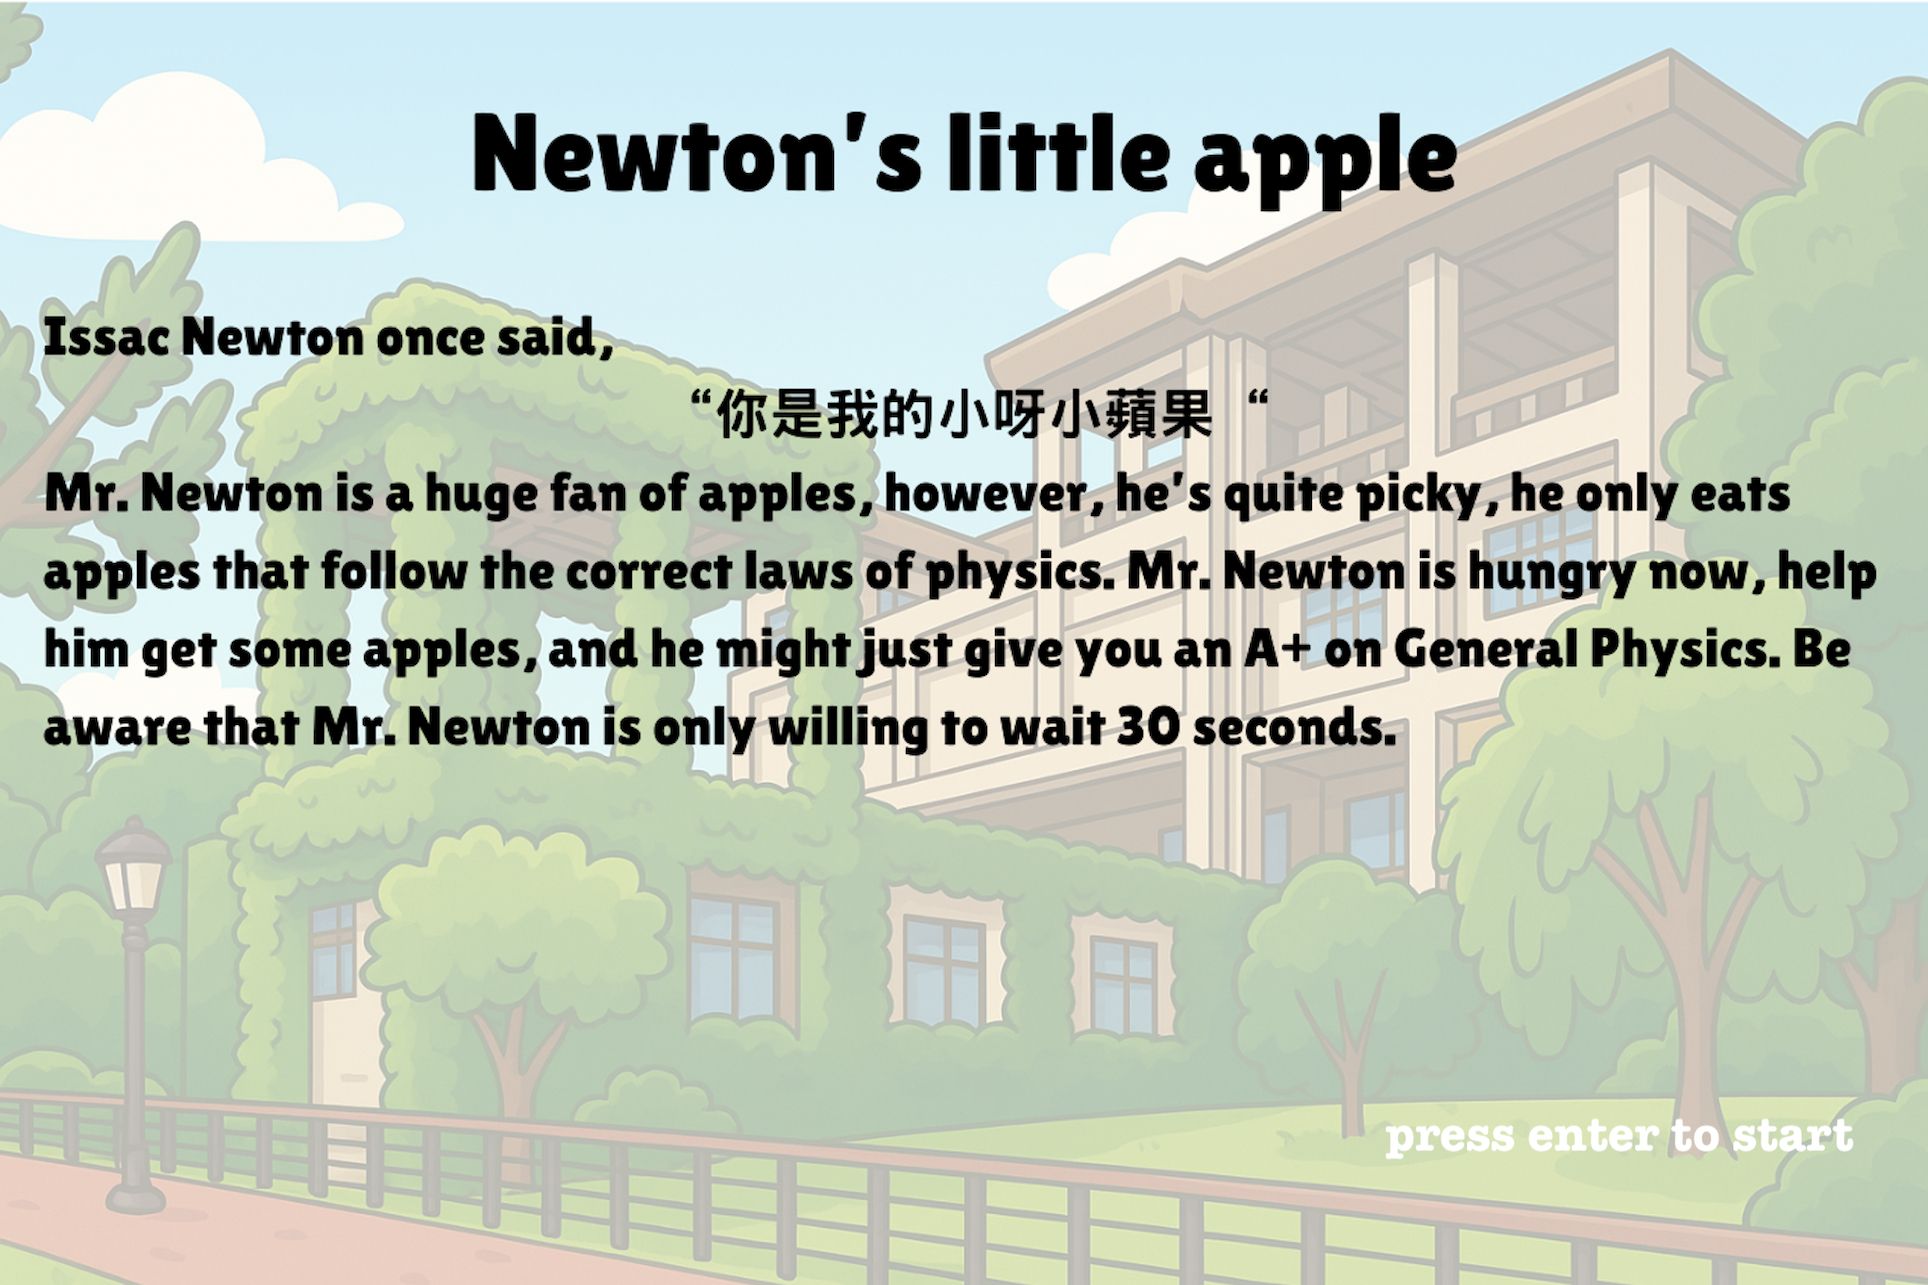 Newton's little apple
Issac Newton once said,
“你是我的小呀小蘋果 “
Mr. Newton is a huge fan of apples, however, he's quite picky, he only eats
apples that follow the correct laws of physics. Mr. Newton is hungry now, help
him get some apples, and he might just give you an A+ on General Physics. Be
aware that Mr. Newton is only willing to wait 30 seconds.
press enter to start